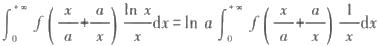 ∫₀^{+∞} f(x/a + a/x) (ln x)/x dx = ln a ∫₀^{+∞} f(x/a + a/x) 1/x dx